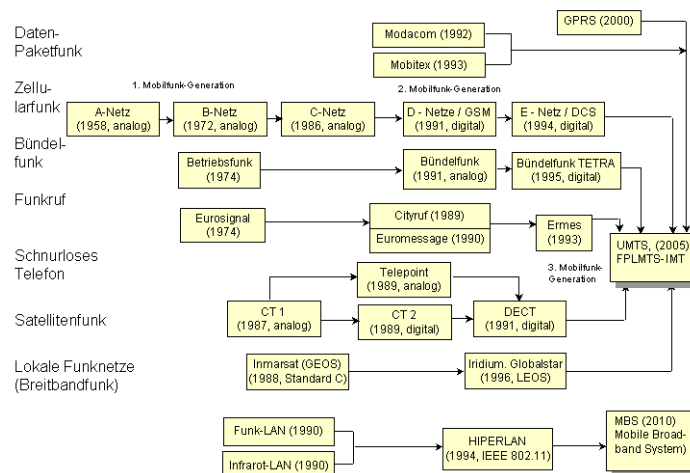 Daten-
Paketfunk
GPRS (2000)
Modacom (1992)
Mobitex (1993)
Zellu-
larfunk
1. Mobilfunk-Generation
2. Mobilfunk-Generation
A-Netz
(1958, analog)
B-Netz
(1972, analog)
C-Netz
(1986, analog)
D - Netze / GSM
(1991, digital)
E - Netz / DCS
(1994, digital)
Bündel-
funk
Betriebsfunk
(1974)
Bündelfunk
(1991, analog)
Bündelfunk TETRA
(1995, digital)
Funkruf
Eurosignal
(1974)
Cityruf (1989)
Euromessage (1990)
Ermes
(1993)
UMTS, (2005)
FPLMTS-IMT
3. Mobilfunk-
Generation
Schnurloses
Telefon
Telepoint
(1989, analog)
CT 1
(1987, analog)
CT 2
(1989, digital)
DECT
(1991, digital)
Satellitenfunk
Inmarsat (GEOS)
(1988, Standard C)
Iridium. Globalstar
(1996, LEOS)
Lokale Funknetze
(Breitbandfunk)
Funk-LAN (1990)
Infrarot-LAN (1990)
HIPERLAN
(1994, IEEE 802.11)
MBS (2010)
Mobile Broad-
band System)